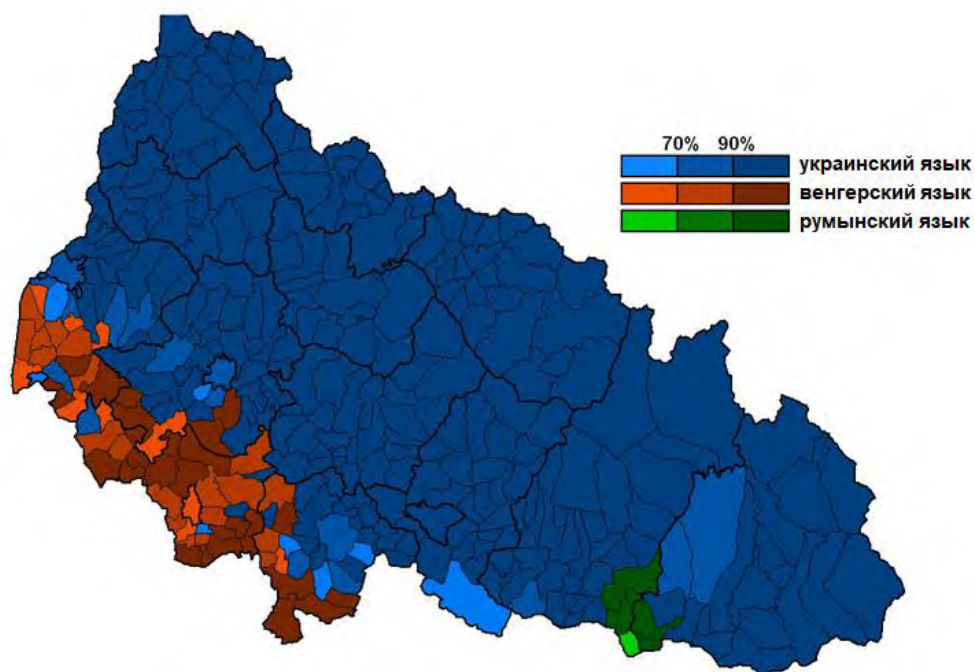 70% 90%
украинский язык
венгерский язык
румынский язык